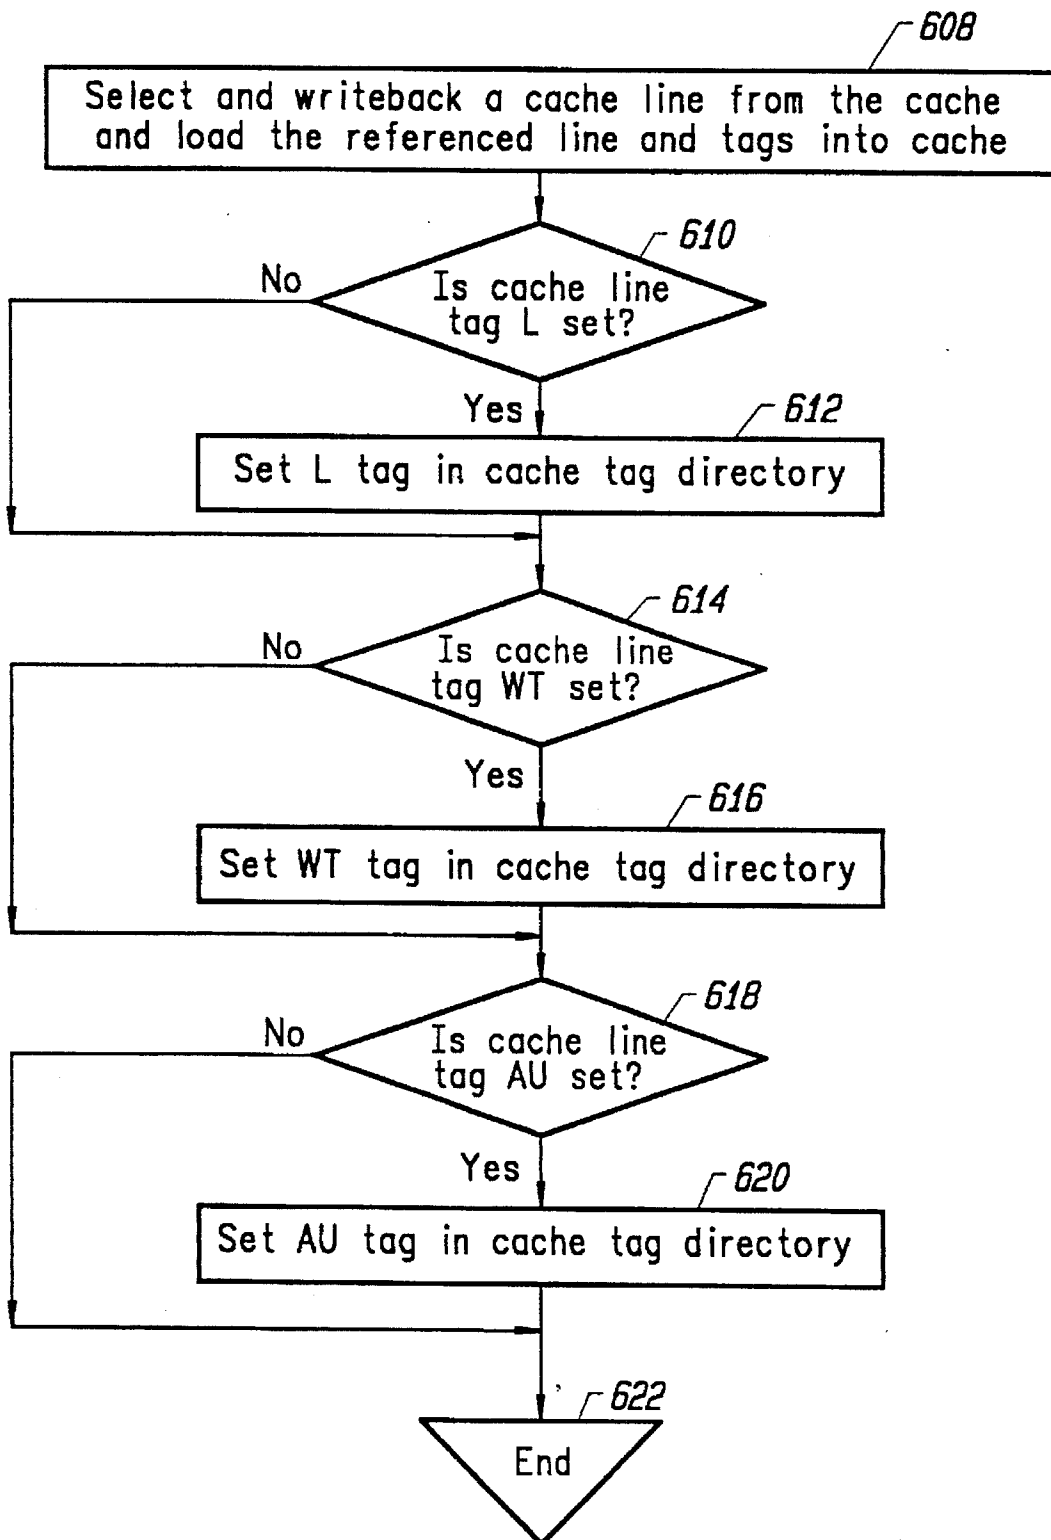 608
Select and writeback a cache line from the cache
and load the referenced line and tags into cache
610
No
Is cache line
tag L set?
Yes
612
Set L tag in cache tag directory
614
No
Is cache line
tag WT set?
Yes
616
Set WT tag in cache tag directory
618
No
Is cache line
tag AU set?
Yes
620
Set AU tag in cache tag directory
622
End